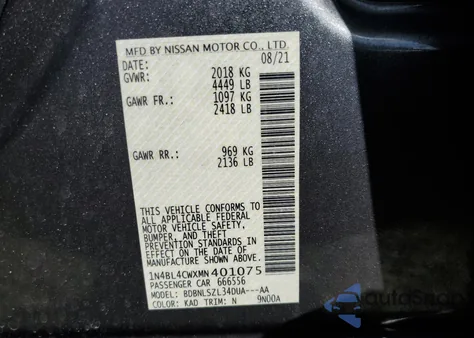 MFD BY NISSAN MOTOR CO., LTD.
DATE: 08/21
GVWR: 2018 KG
4449 LB
GAWR FR.: 1097 KG
2418 LB
GAWR RR.: 969 KG
2136 LB
THIS VEHICLE CONFORMS TO
ALL APPLICABLE FEDERAL
MOTOR VEHICLE SAFETY,
BUMPER, AND THEFT
PREVENTION STANDARDS IN
EFFECT ON THE DATE OF
MANUFACTURE SHOWN ABOVE.
1N4BL4CWXMN401075
PASSENGER CAR 666556
MODEL: BDBNLSZL34DUA---AA
COLOR: KAD TRIM: N 9N00A
iautosnap